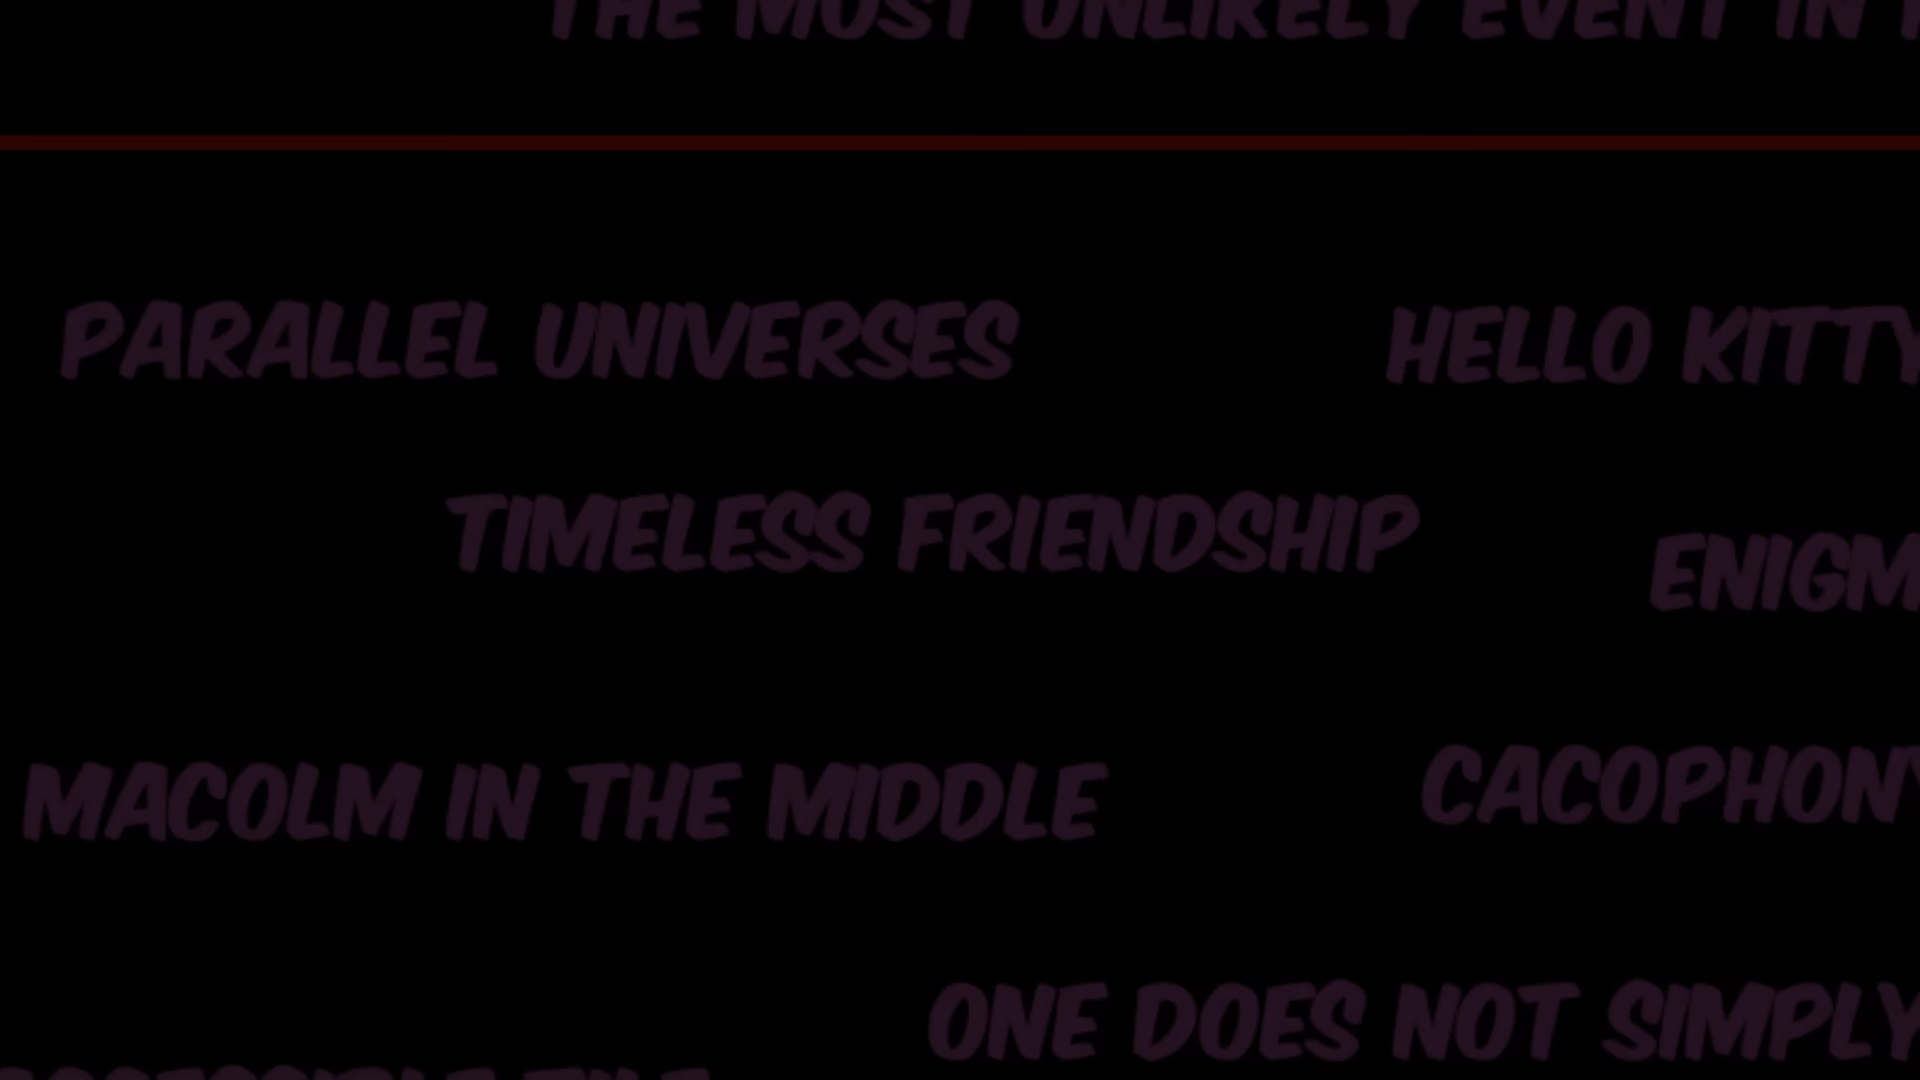 THE MOST UNLIKELY EVENT IN
PARALLEL UNIVERSES
HELLO KITTY
TIMELESS FRIENDSHIP
ENIGM
MACOLM IN THE MIDDLE
CACOPHONY
ONE DOES NOT SIMPLY